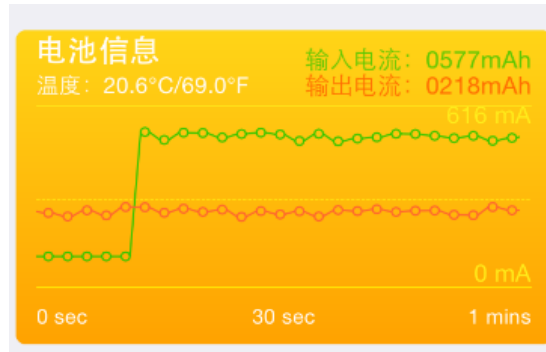 电池信息
输入电流：0577mAh
温度：20.6°C/69.0°F
输出电流：0218mAh
616 mA
0 mA
0 sec 30 sec 1 mins